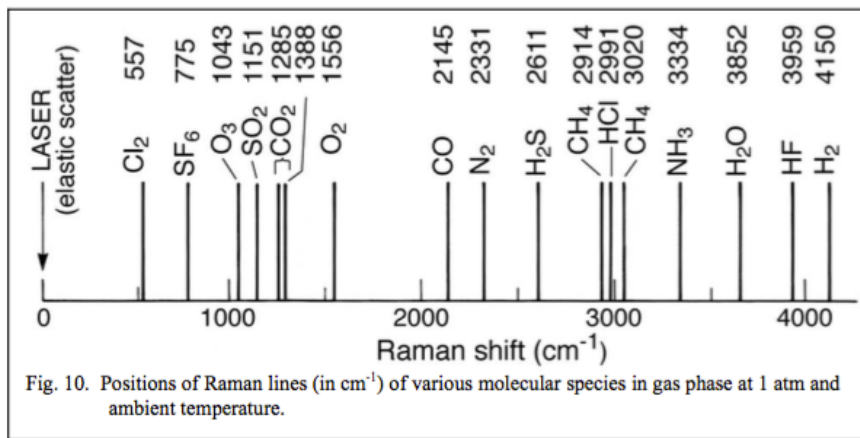 LASER
(elastic scatter)
557
775
1043
1151
1285
1388
1556
2145
2331
2611
2914
2991
3020
3334
3852
3959
4150
Cl2
SF6
O3
SO2
CO2
O2
CO
N2
H2S
CH4
HCl
CH4
NH3
H2O
HF
H2
0 1000 2000 3000 4000
Raman shift (cm-1)
Fig. 10. Positions of Raman lines (in cm-1) of various molecular species in gas phase at 1 atm and
ambient temperature.